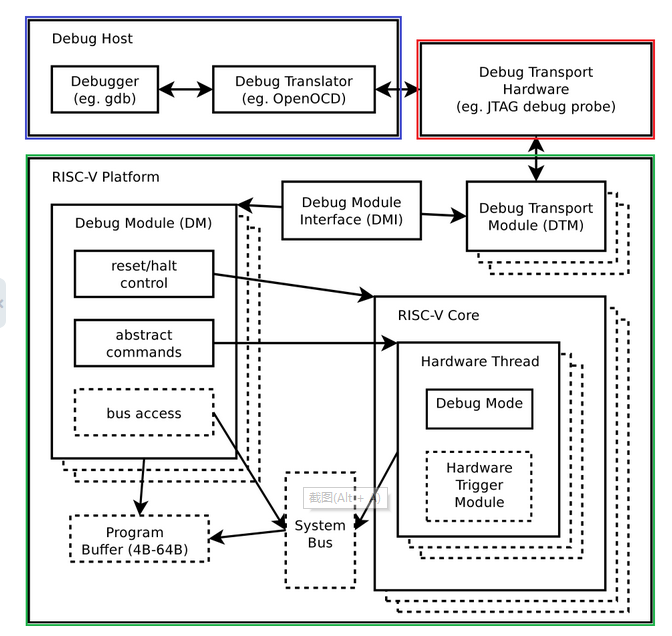 Debug Host
Debugger
(eg. gdb)
Debug Translator
(eg. OpenOCD)
Debug Transport
Hardware
(eg. JTAG debug probe)
RISC-V Platform
Debug Module (DM)
reset/halt
control
abstract
commands
bus access
Debug Module
Interface (DMI)
Debug Transport
Module (DTM)
RISC-V Core
Hardware Thread
Debug Mode
Hardware
Trigger
Module
截图(Alt + A)
System
Bus
Program
Buffer (4B-64B)